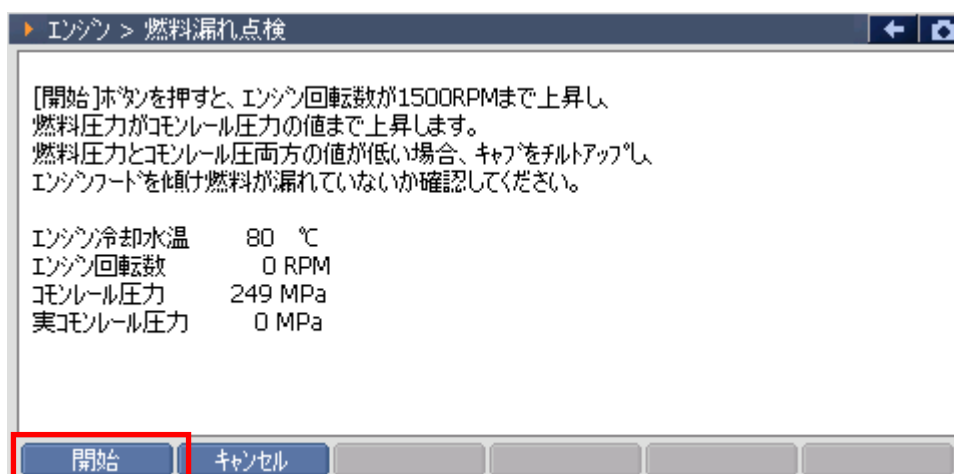 エンジン > 燃料漏れ点検
[開始]ボタンを押すと、エンジン回転数が1500RPMまで上昇し、
燃料圧力がコモンレール圧力の値まで上昇します。
燃料圧力とコモンレール圧両方の値が低い場合、キャブをチルトアップし、
エンジンフードを傾け燃料が漏れていないか確認してください。
エンジン冷却水温 80 ℃
エンジン回転数 0 RPM
コモンレール圧力 249 MPa
実コモンレール圧力 0 MPa
開始 キャンセル